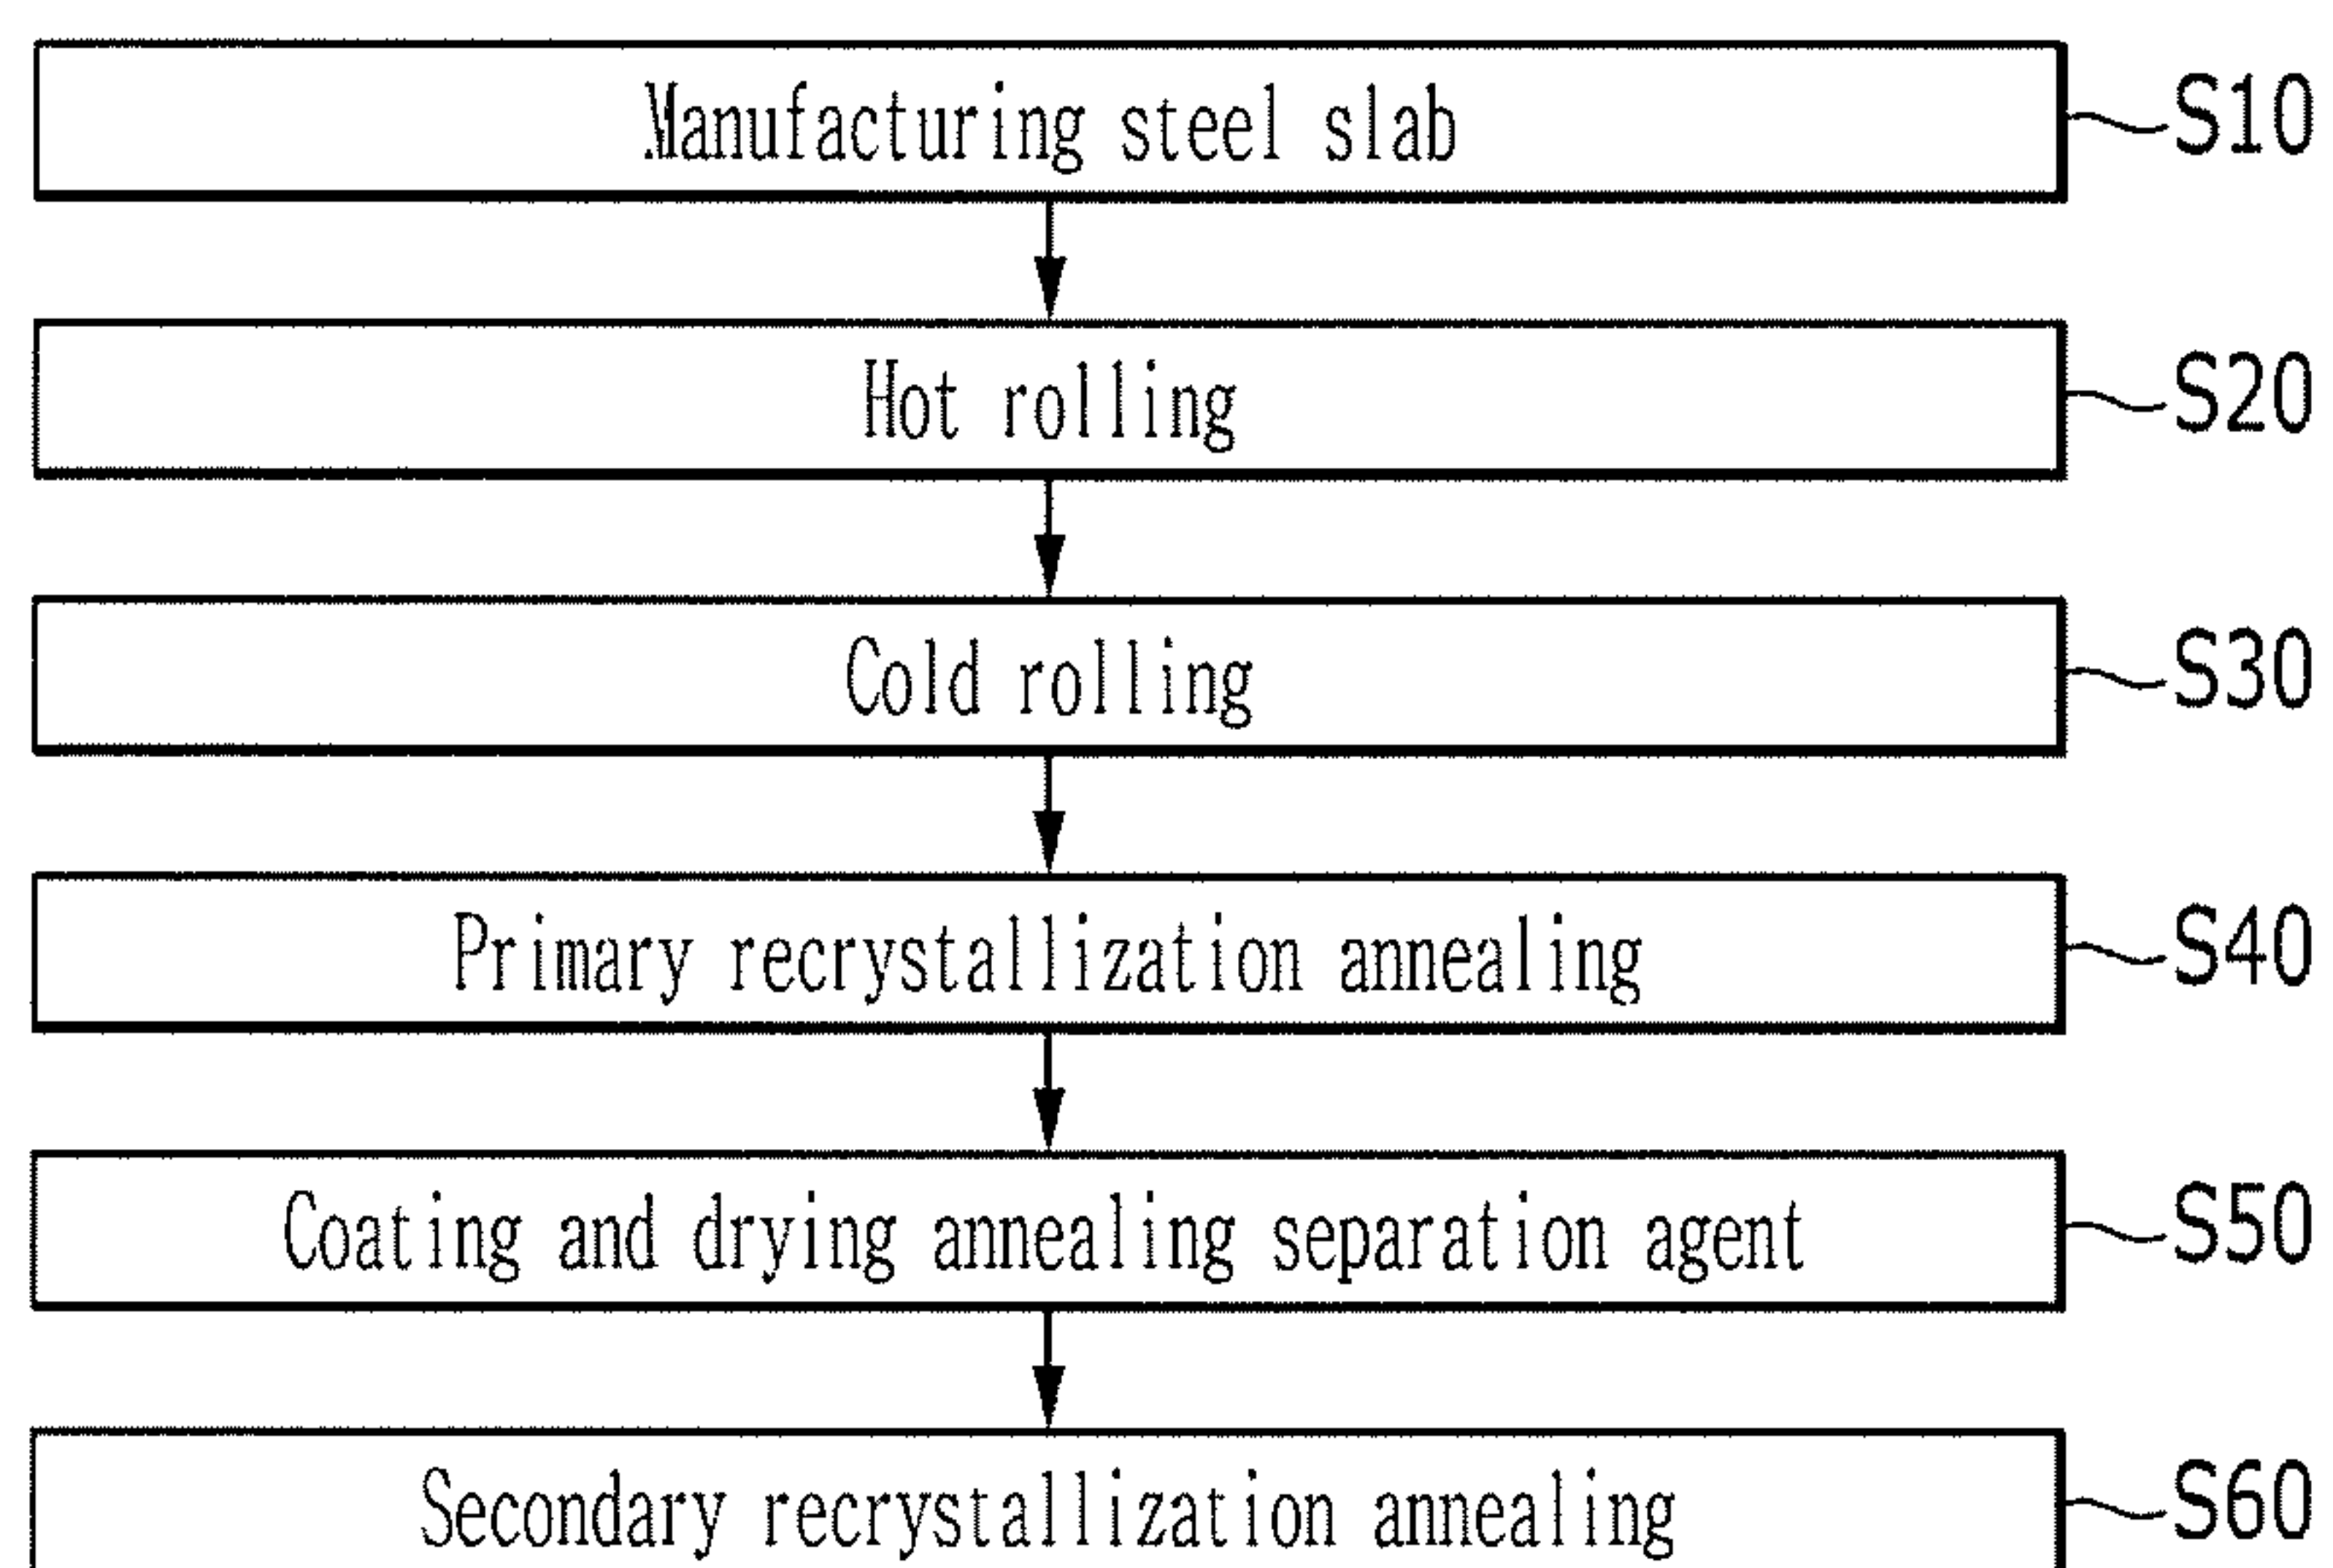 Manufacturing steel slab S10
Hot rolling S20
Cold rolling S30
Primary recrystallization annealing S40
Coating and drying annealing separation agent S50
Secondary recrystallization annealing S60